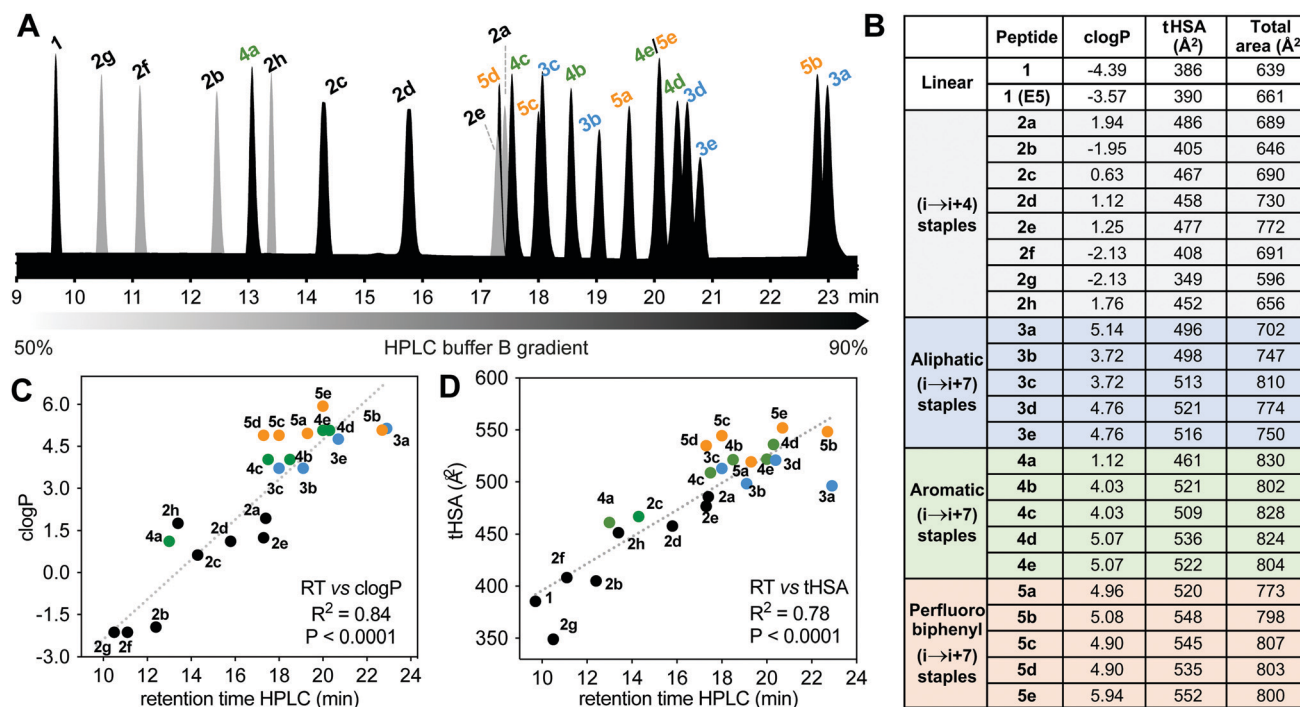 A
1
2g
2f
2b
4a
2h
2c
2d
2e
5d
2a
4c
5c
3c
4b
3b
5a
4e/5e
4d
3d
3e
5b
3a
9 10 11 12 13 14 15 16 17 18 19 20 21 22 23 min
50% HPLC buffer B gradient 90%
B
Peptide clogP tHSA (Å²) Total area (Å²)
Linear
1 -4.39 386 639
1 (E5) -3.57 390 661
(i→i+4) staples
2a 1.94 486 689
2b -1.95 405 646
2c 0.63 467 690
2d 1.12 458 730
2e 1.25 477 772
2f -2.13 408 691
2g -2.13 349 596
2h 1.76 452 656
Aliphatic (i→i+7) staples
3a 5.14 496 702
3b 3.72 498 747
3c 3.72 513 810
3d 4.76 521 774
3e 4.76 516 750
Aromatic (i→i+7) staples
4a 1.12 461 830
4b 4.03 521 802
4c 4.03 509 828
4d 5.07 536 824
4e 5.07 522 804
Perfluoro biphenyl (i→i+7) staples
5a 4.96 520 773
5b 5.08 548 798
5c 4.90 545 807
5d 4.90 535 803
5e 5.94 552 800
C
clogP
6.0
4.5
3.0
1.5
0.0
-1.5
-3.0
5e
5d 5c 5a 4e 4d 5b
3a
3e
4c 4b
3c 3b
2h
2a
4a
2d
2e
2c
2b
2g 2f
RT vs clogP
R² = 0.84
P < 0.0001
10 12 14 16 18 20 22 24
retention time HPLC (min)
D
tHSA (Å²)
600
550
500
450
400
350
5c 5e
5d 4b 4d 5b
3c
5a 4e 3d
4c
3b 3a
4a 2c 2a
2e
2h 2d
2f
2b
1
2g
RT vs tHSA
R² = 0.78
P < 0.0001
10 12 14 16 18 20 22 24
retention time HPLC (min)